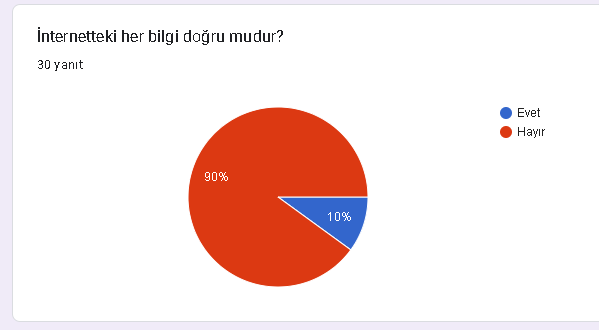 İnternetteki her bilgi doğru mudur?
30 yanıt
Evet
Hayır
90%
10%